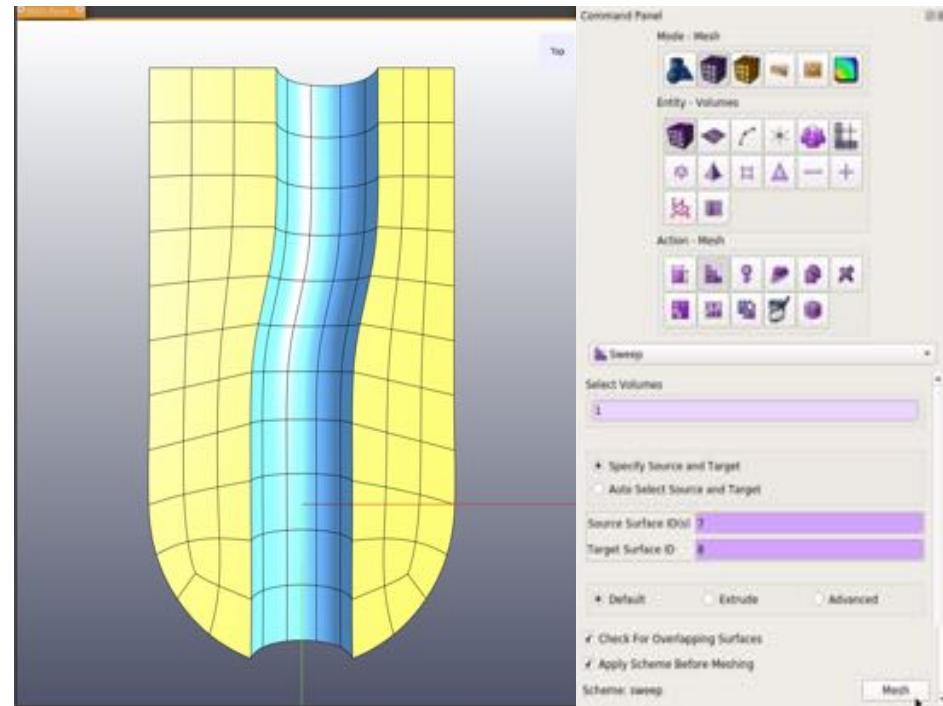 Top
Command Panel
Mode - Mesh
Entity - Volumes
Action - Mesh
Sweep
Select Volumes
1
Specify Source and Target
Auto Select Source and Target
Source Surface ID(s) 7
Target Surface ID 8
Default Extrude Advanced
Check For Overlapping Surfaces
Apply Scheme Before Meshing
Scheme: sweep Mesh